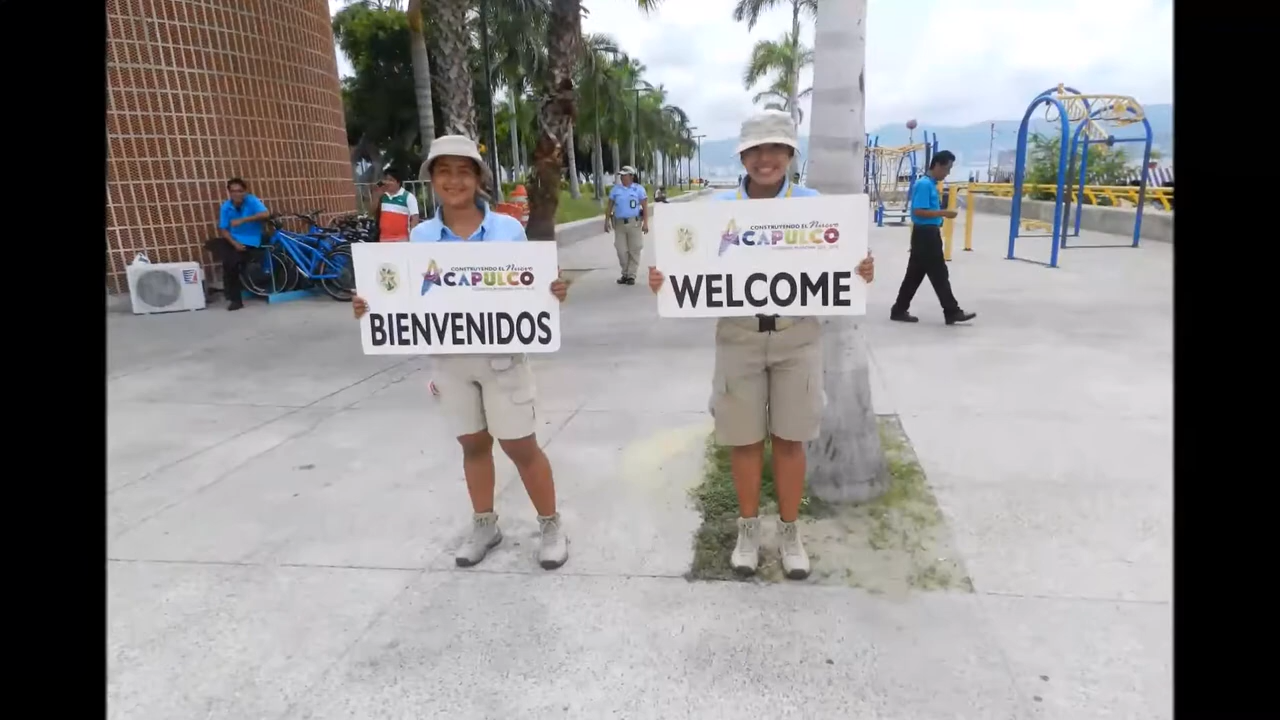 CONSTRUYENDO EL Nuevo
ACAPULCO
BIENVENIDOS
CONSTRUYENDO EL Nuevo
ACAPULCO
WELCOME